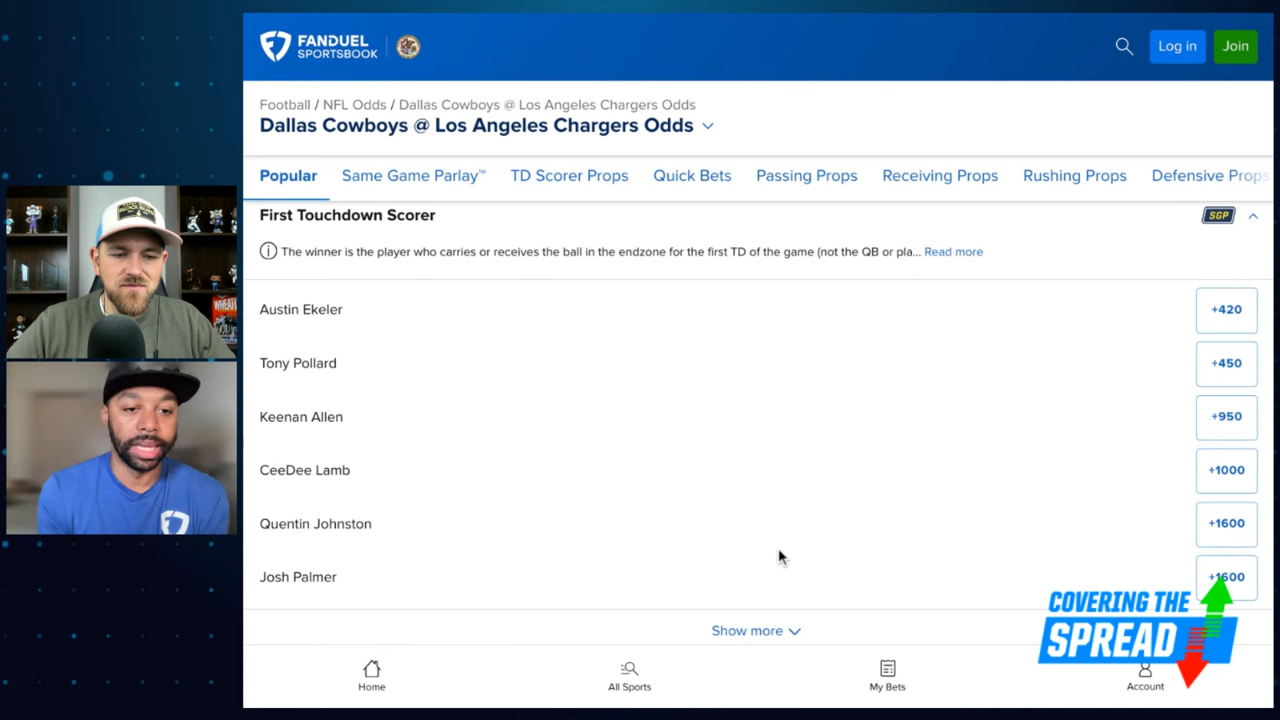 FANDUEL
SPORTSBOOK
Log in
Join
Football / NFL Odds / Dallas Cowboys @ Los Angeles Chargers Odds
Dallas Cowboys @ Los Angeles Chargers Odds
Popular
Same Game Parlay™
TD Scorer Props
Quick Bets
Passing Props
Receiving Props
Rushing Props
Defensive Props
First Touchdown Scorer
SGP
The winner is the player who carries or receives the ball in the endzone for the first TD of the game (not the QB or pla... Read more
Austin Ekeler
+420
Tony Pollard
+450
Keenan Allen
+950
CeeDee Lamb
+1000
Quentin Johnston
+1600
Josh Palmer
+1600
Show more
COVERING THE
SPREAD
Home
All Sports
My Bets
Account